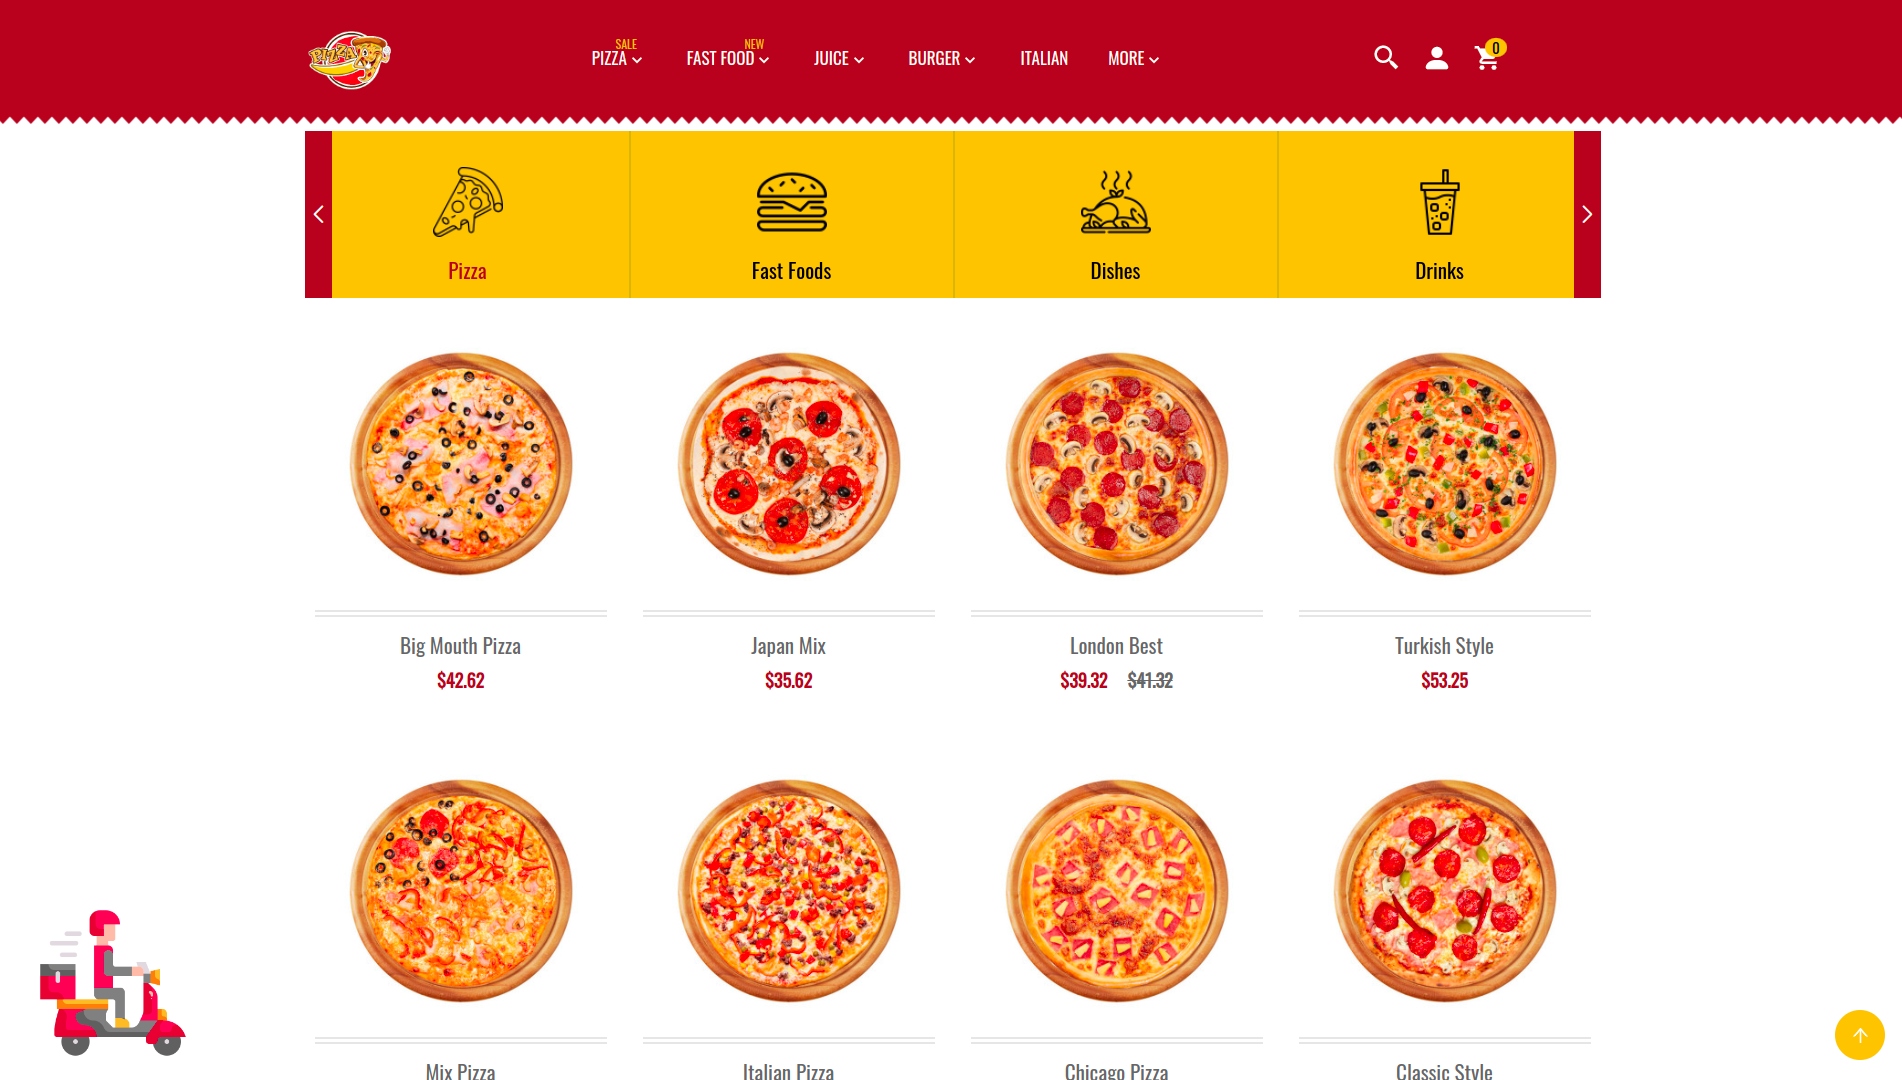 PIZZA
SALE
PIZZA
NEW
FAST FOOD
JUICE
BURGER
ITALIAN
MORE
0
Pizza
Fast Foods
Dishes
Drinks
Big Mouth Pizza
Japan Mix
London Best
Turkish Style
$42.62
$35.62
$39.32 $41.32
$53.25
Mix Pizza
Italian Pizza
Chicago Pizza
Classic Style